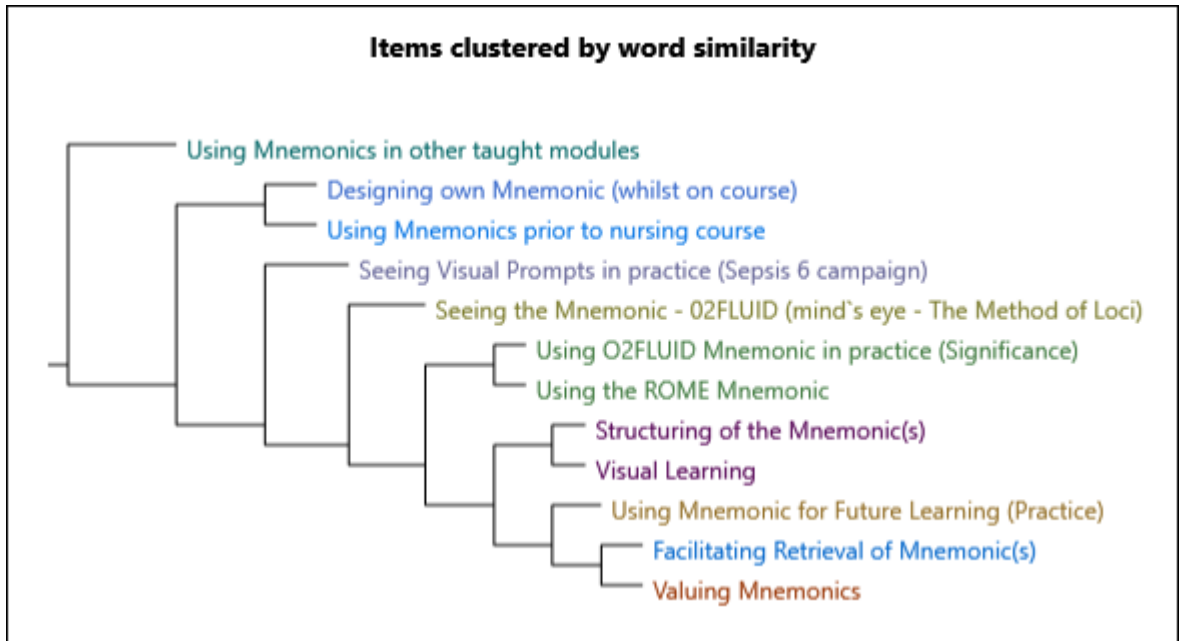 Items clustered by word similarity
Using Mnemonics in other taught modules
Designing own Mnemonic (whilst on course)
Using Mnemonics prior to nursing course
Seeing Visual Prompts in practice (Sepsis 6 campaign)
Seeing the Mnemonic - 02FLUID (mind`s eye - The Method of Loci)
Using O2FLUID Mnemonic in practice (Significance)
Using the ROME Mnemonic
Structuring of the Mnemonic(s)
Visual Learning
Using Mnemonic for Future Learning (Practice)
Facilitating Retrieval of Mnemonic(s)
Valuing Mnemonics